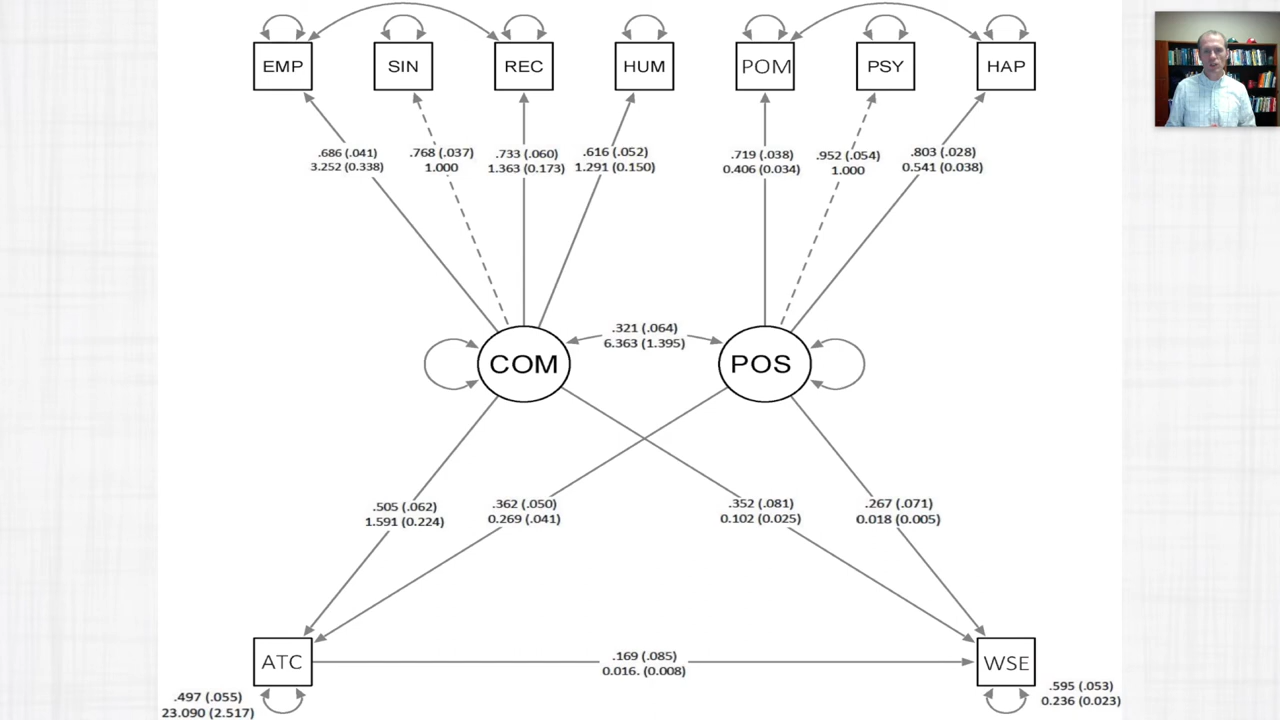 EMP
SIN
REC
HUM
POM
PSY
HAP
.686 (.041)
3.252 (0.338)
.768 (.037)
1.000
.733 (.060)
1.363 (0.173)
.616 (.052)
1.291 (0.150)
.719 (.038)
0.406 (0.034)
.952 (.054)
1.000
.803 (.028)
0.541 (0.038)
.321 (.064)
6.363 (1.395)
COM
POS
.505 (.062)
1.591 (0.224)
.362 (.050)
0.269 (.041)
.352 (.081)
0.102 (0.025)
.267 (.071)
0.018 (0.005)
ATC
.169 (.085)
0.016. (0.008)
WSE
.497 (.055)
23.090 (2.517)
.595 (.053)
0.236 (0.023)